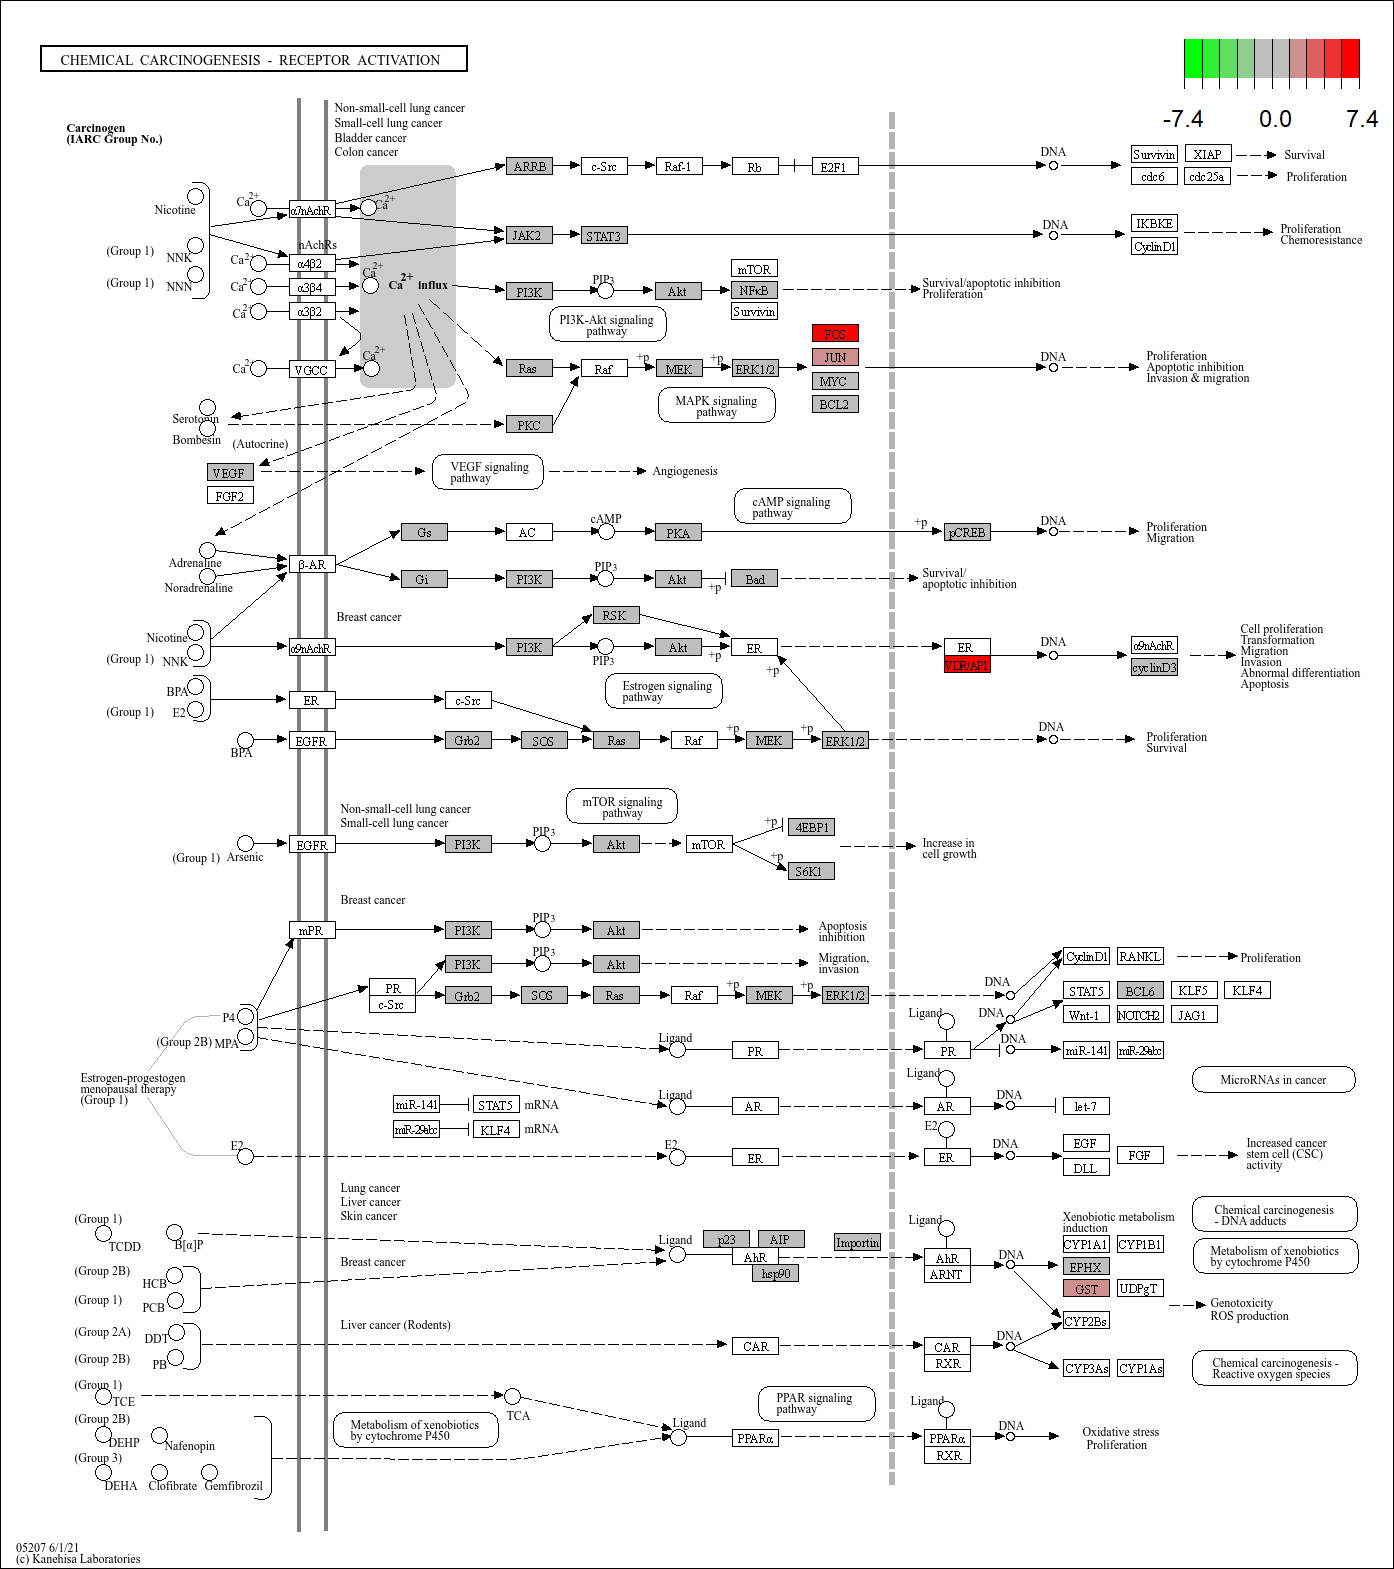 CHEMICAL CARCINOGENESIS - RECEPTOR ACTIVATION
-7.4 0.0 7.4
Carcinogen
(IARC Group No.)
Non-small-cell lung cancer
Small-cell lung cancer
Bladder cancer
Colon cancer
ARRB c-Src Raf-1 Rb E2F1 DNA Survivin XIAP Survival
cdc6 cdc25a Proliferation
Nicotine Ca2+ α7nAchR Ca2+
JAK2 STAT3 DNA IKBKE Proliferation
CyclinD1 Chemoresistance
(Group 1) NNK nAchRs
Ca2+ α4β2 Ca2+
(Group 1) NNN Ca2+ α3β4 Ca2+ influx
Ca2+ α3β2
PI3K PIP3 Akt mTOR
NFκB
Survivin
Survival/apoptotic inhibition
Proliferation
PI3K-Akt signaling
pathway
FOS
JUN
MYC
BCL2
Ca2+ VGCC Ca2+
Ras Raf +p MEK +p ERK1/2 DNA Proliferation
Apoptotic inhibition
Invasion & migration
MAPK signaling
pathway
Serotonin
Bombesin (Autocrine) PKC
VEGF
FGF2
VEGF signaling
pathway
Angiogenesis
cAMP signaling
pathway
Gs AC cAMP PKA +p pCREB DNA Proliferation
Migration
Adrenaline
Noradrenaline
β-AR
Gi PI3K PIP3 Akt +p Bad Survival/
apoptotic inhibition
Breast cancer
RSK
Nicotine
(Group 1) NNK
α9nAchR PI3K PIP3 Akt +p ER ER DNA α9nAchR
VDR/AP1 cyclinD3
Cell proliferation
Transformation
Migration
Invasion
Abnormal differentiation
Apoptosis
+p
Estrogen signaling
pathway
BPA
(Group 1) E2
ER c-Src
BPA EGFR Grb2 SOS Ras Raf +p MEK +p ERK1/2 DNA Proliferation
Survival
Non-small-cell lung cancer
Small-cell lung cancer
mTOR signaling
pathway
(Group 1) Arsenic EGFR PI3K PIP3 Akt mTOR +p 4EBP1
+p S6K1
Increase in
cell growth
Breast cancer
mPR PI3K PIP3 Akt Apoptosis
inhibition
PI3K PIP3 Akt Migration,
invasion
PR
c-Src
Grb2 SOS Ras Raf +p MEK +p ERK1/2 DNA
CyclinD1 RANKL Proliferation
STAT5 BCL6 KLF5 KLF4
Wnt-1 NOTCH2 JAG1
P4
(Group 2B) MPA
Ligand PR Ligand PR DNA
DNA miR-141 miR-29abc
Estrogen-progestogen
menopausal therapy
(Group 1)
MicroRNAs in cancer
miR-141 STAT5 mRNA
miR-29abc KLF4 mRNA
Ligand AR Ligand AR DNA let-7
E2 E2 ER E2 ER DNA EGF
DLL
FGF
Increased cancer
stem cell (CSC)
activity
Lung cancer
Liver cancer
Skin cancer
(Group 1) TCDD B[α]P
Ligand p23 AIP
AhR
hsp90
Importin
Ligand AhR
ARNT
DNA
Xenobiotic metabolism
induction
CYP1A1 CYP1B1
EPHX
GST UDPgT
CYP2Bs
Chemical carcinogenesis
- DNA adducts
Metabolism of xenobiotics
by cytochrome P450
Genotoxicity
ROS production
(Group 2B) HCB
(Group 1) PCB
Breast cancer
(Group 2A) DDT
(Group 2B) PB
Liver cancer (Rodents)
CAR CAR
RXR
DNA CYP3As CYP1As
Chemical carcinogenesis -
Reactive oxygen species
(Group 1) TCE TCA
(Group 2B) DEHP Nafenopin
(Group 3) DEHA Clofibrate Gemfibrozil
Metabolism of xenobiotics
by cytochrome P450
PPAR signaling
pathway
Ligand PPARα Ligand PPARα
RXR
DNA Oxidative stress
Proliferation
05207 6/1/21
(c) Kanehisa Laboratories